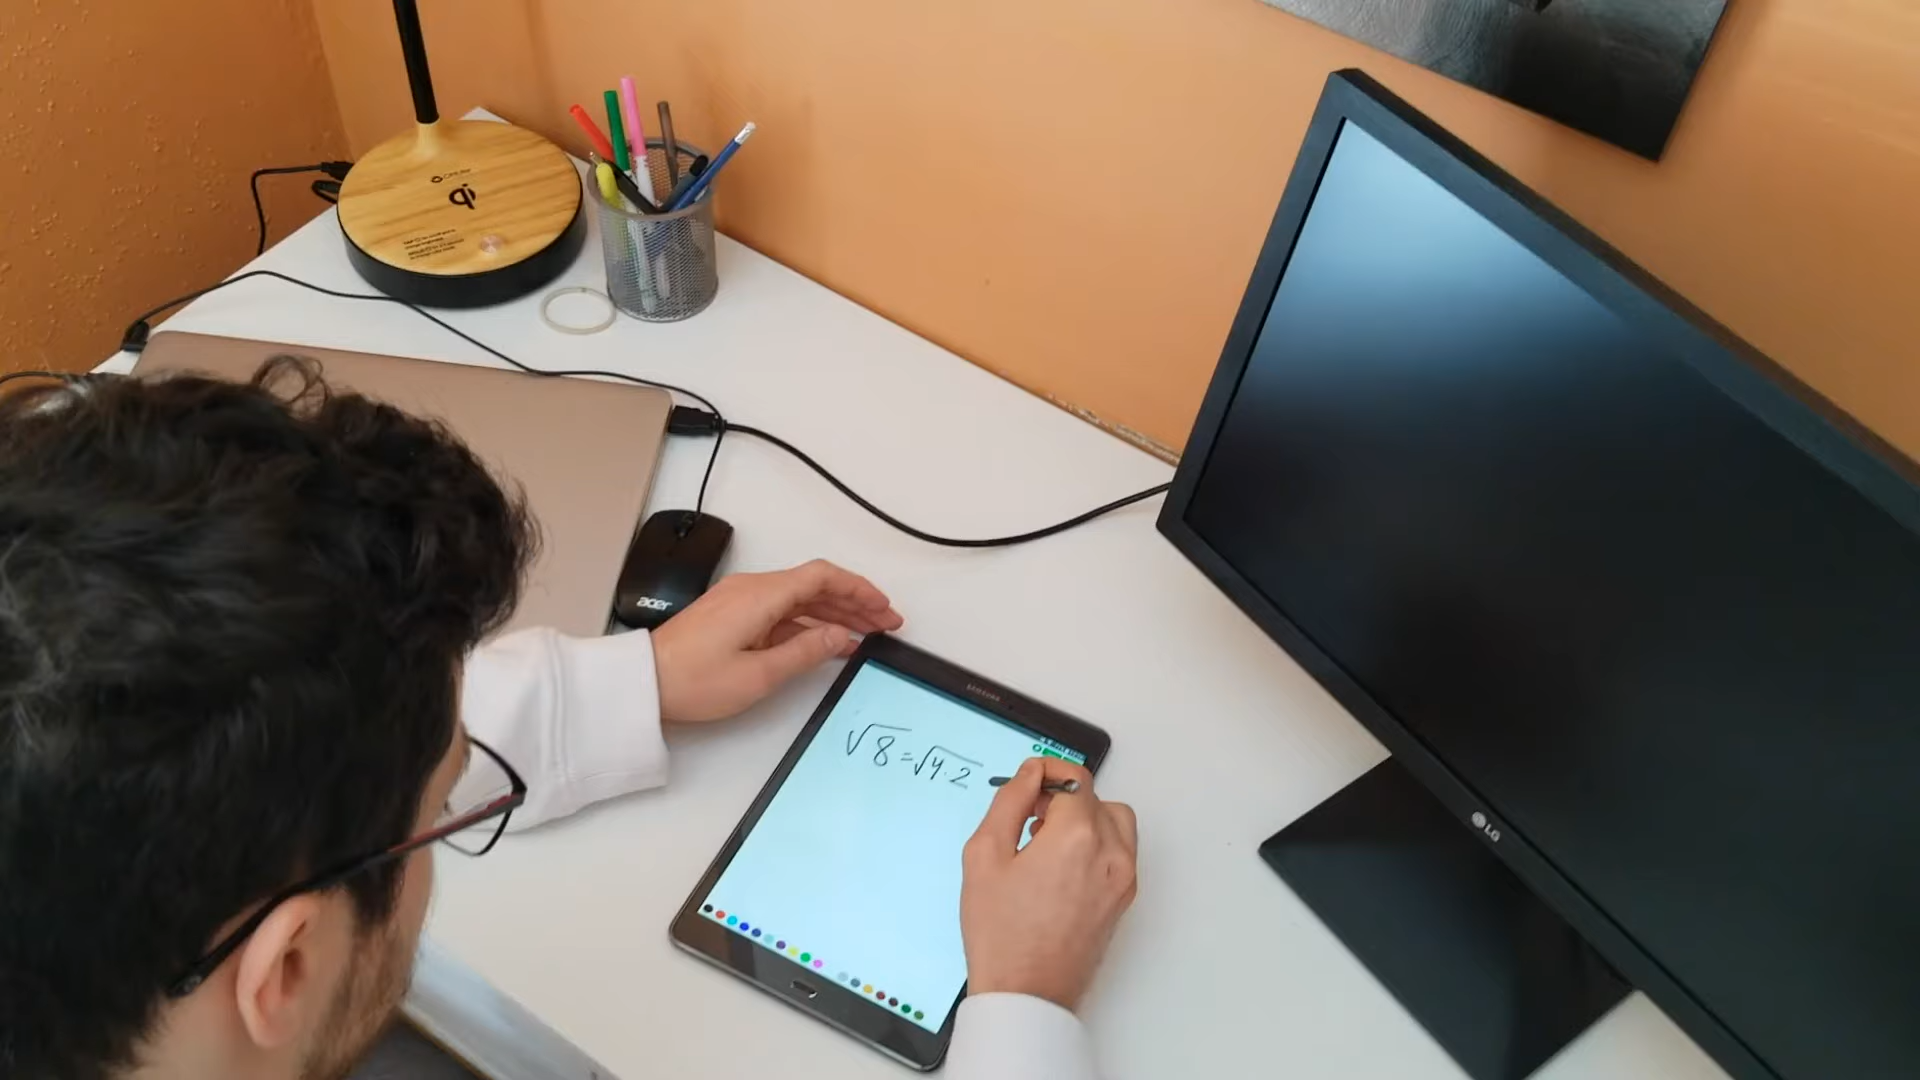 qi
acer
SAMSUNG
√8=√4·2
LG